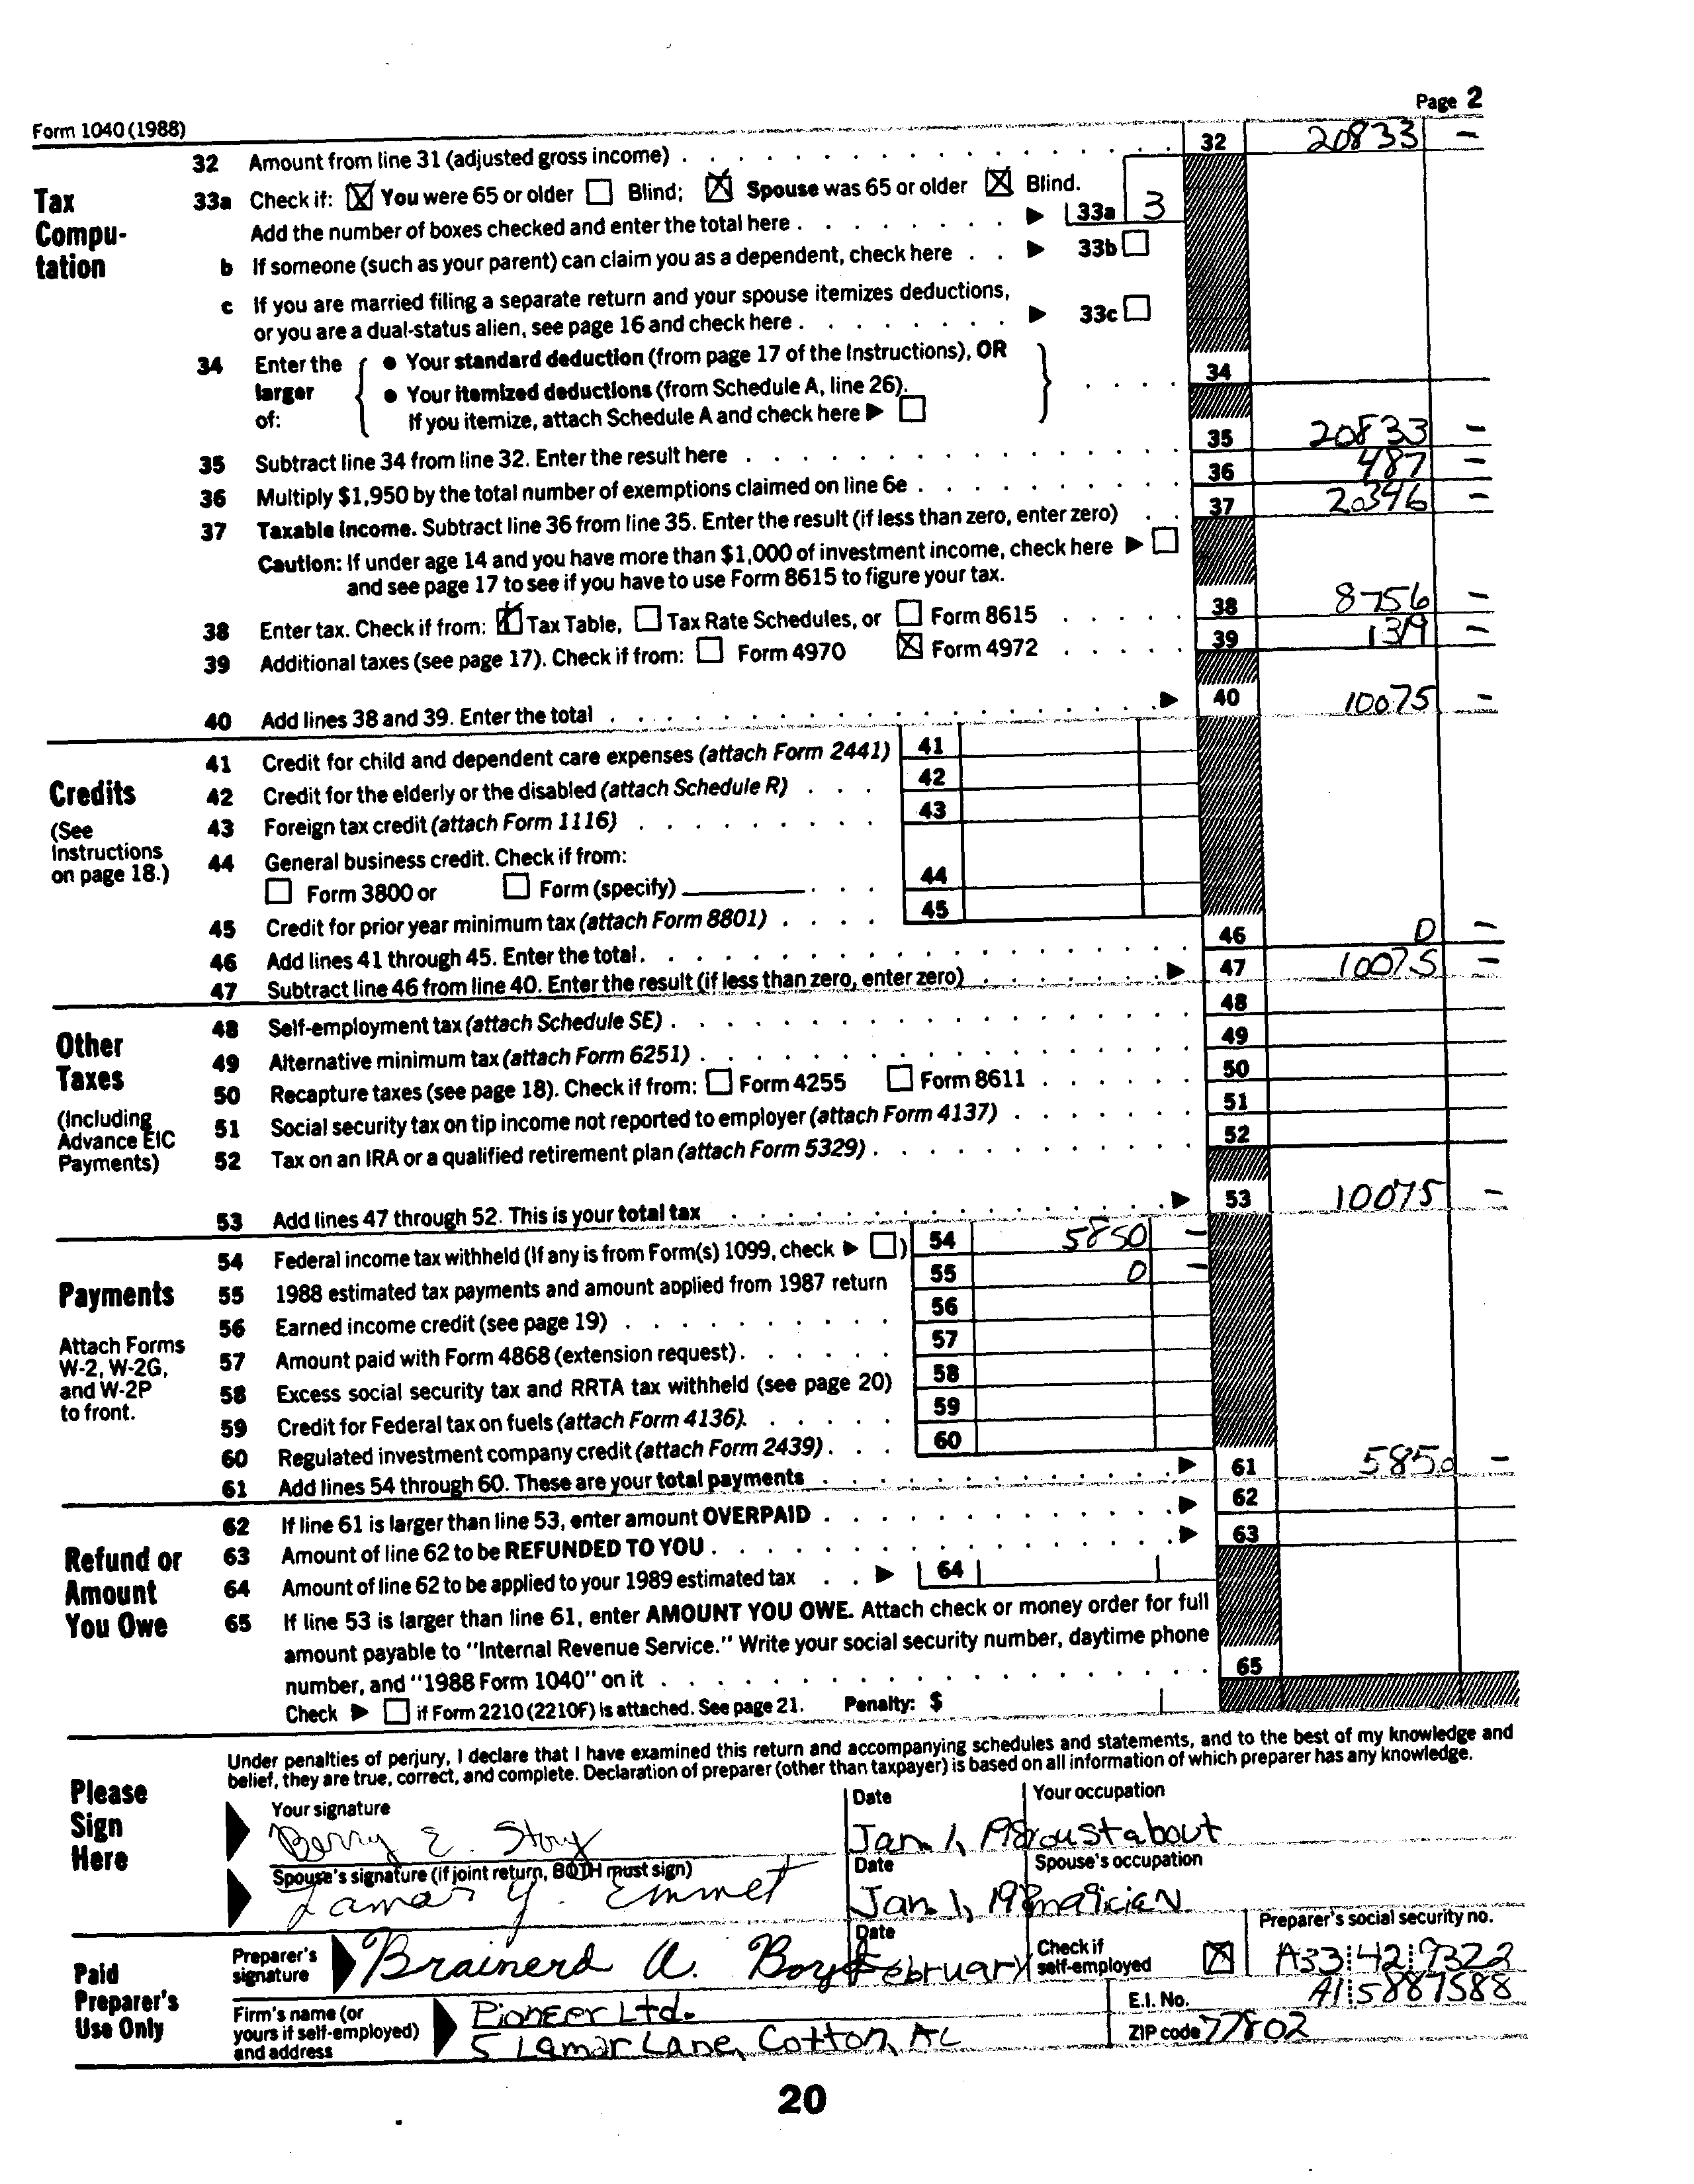 Page 2
Form 1040 (1988)
32 Amount from line 31 (adjusted gross income) 32 20833 –
Tax Compu- tation
33a Check if: You were 65 or older Blind; Spouse was 65 or older Blind.
Add the number of boxes checked and enter the total here 33a 3
b If someone (such as your parent) can claim you as a dependent, check here 33b
c If you are married filing a separate return and your spouse itemizes deductions,
or you are a dual-status alien, see page 16 and check here 33c
34 Enter the larger of:
• Your standard deduction (from page 17 of the Instructions), OR
• Your itemized deductions (from Schedule A, line 26).
If you itemize, attach Schedule A and check here 34
35 Subtract line 34 from line 32. Enter the result here 35 20833 –
36 Multiply $1,950 by the total number of exemptions claimed on line 6e 36 487 –
37 Taxable income. Subtract line 36 from line 35. Enter the result (if less than zero, enter zero) 37 20346 –
Caution: If under age 14 and you have more than $1,000 of investment income, check here
and see page 17 to see if you have to use Form 8615 to figure your tax.
38 Enter tax. Check if from: Tax Table, Tax Rate Schedules, or Form 8615 38 8756 –
39 Additional taxes (see page 17). Check if from: Form 4970 Form 4972 39 1319 –
40 Add lines 38 and 39. Enter the total 40 10075 –
Credits
(See Instructions on page 18.)
41 Credit for child and dependent care expenses (attach Form 2441) 41
42 Credit for the elderly or the disabled (attach Schedule R) 42
43 Foreign tax credit (attach Form 1116) 43
44 General business credit. Check if from:
Form 3800 or Form (specify) 44
45 Credit for prior year minimum tax (attach Form 8801) 45
46 Add lines 41 through 45. Enter the total 46 0 –
47 Subtract line 46 from line 40. Enter the result (if less than zero, enter zero) 47 10075 –
Other Taxes
(Including Advance EIC Payments)
48 Self-employment tax (attach Schedule SE) 48
49 Alternative minimum tax (attach Form 6251) 49
50 Recapture taxes (see page 18). Check if from: Form 4255 Form 8611 50
51 Social security tax on tip income not reported to employer (attach Form 4137) 51
52 Tax on an IRA or a qualified retirement plan (attach Form 5329) 52
53 Add lines 47 through 52. This is your total tax 53 10075 –
Payments
Attach Forms W-2, W-2G, and W-2P to front.
54 Federal income tax withheld (If any is from Form(s) 1099, check ) 54 5850 –
55 1988 estimated tax payments and amount applied from 1987 return 55 0 –
56 Earned income credit (see page 19) 56
57 Amount paid with Form 4868 (extension request) 57
58 Excess social security tax and RRTA tax withheld (see page 20) 58
59 Credit for Federal tax on fuels (attach Form 4136) 59
60 Regulated investment company credit (attach Form 2439) 60
61 Add lines 54 through 60. These are your total payments 61 5850 –
Refund or Amount You Owe
62 If line 61 is larger than line 53, enter amount OVERPAID 62
63 Amount of line 62 to be REFUNDED TO YOU 63
64 Amount of line 62 to be applied to your 1989 estimated tax 64
65 If line 53 is larger than line 61, enter AMOUNT YOU OWE. Attach check or money order for full
amount payable to "Internal Revenue Service." Write your social security number, daytime phone
number, and "1988 Form 1040" on it 65
Check if Form 2210 (2210F) is attached. See page 21. Penalty: $
Please Sign Here
Under penalties of perjury, I declare that I have examined this return and accompanying schedules and statements, and to the best of my knowledge and
belief, they are true, correct, and complete. Declaration of preparer (other than taxpayer) is based on all information of which preparer has any knowledge.
Your signature Date Your occupation
Berry E. Story Jan. 1, roustabout
Spouse's signature (if joint return, BOTH must sign) Date Spouse's occupation
Lamar Y. Emmet Jan. 1,
Paid Preparer's Use Only
Preparer's signature Brainerd A. Boyd Date February Check if self-employed Preparer's social security no. A33 42 9322
Firm's name (or yours if self-employed) and address Pioneer Ltd. E.I. No. A1 5887588
5 Lamar Lane, Cotton, AL ZIP code 77802
20